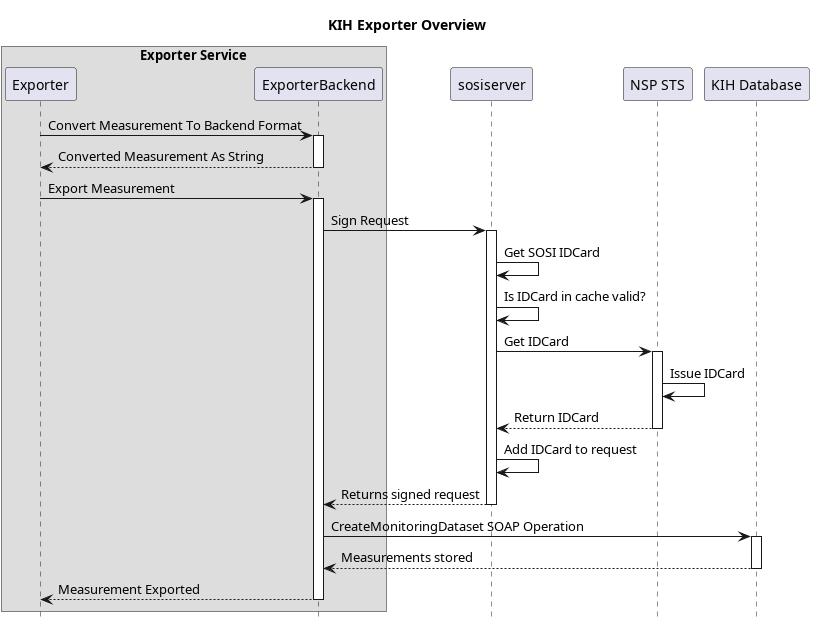 KIH Exporter Overview
Exporter Service
Exporter
ExporterBackend
sosiserver
NSP STS
KIH Database
Convert Measurement To Backend Format
Converted Measurement As String
Export Measurement
Sign Request
Get SOSI IDCard
Is IDCard in cache valid?
Get IDCard
Issue IDCard
Return IDCard
Add IDCard to request
Returns signed request
CreateMonitoringDataset SOAP Operation
Measurements stored
Measurement Exported